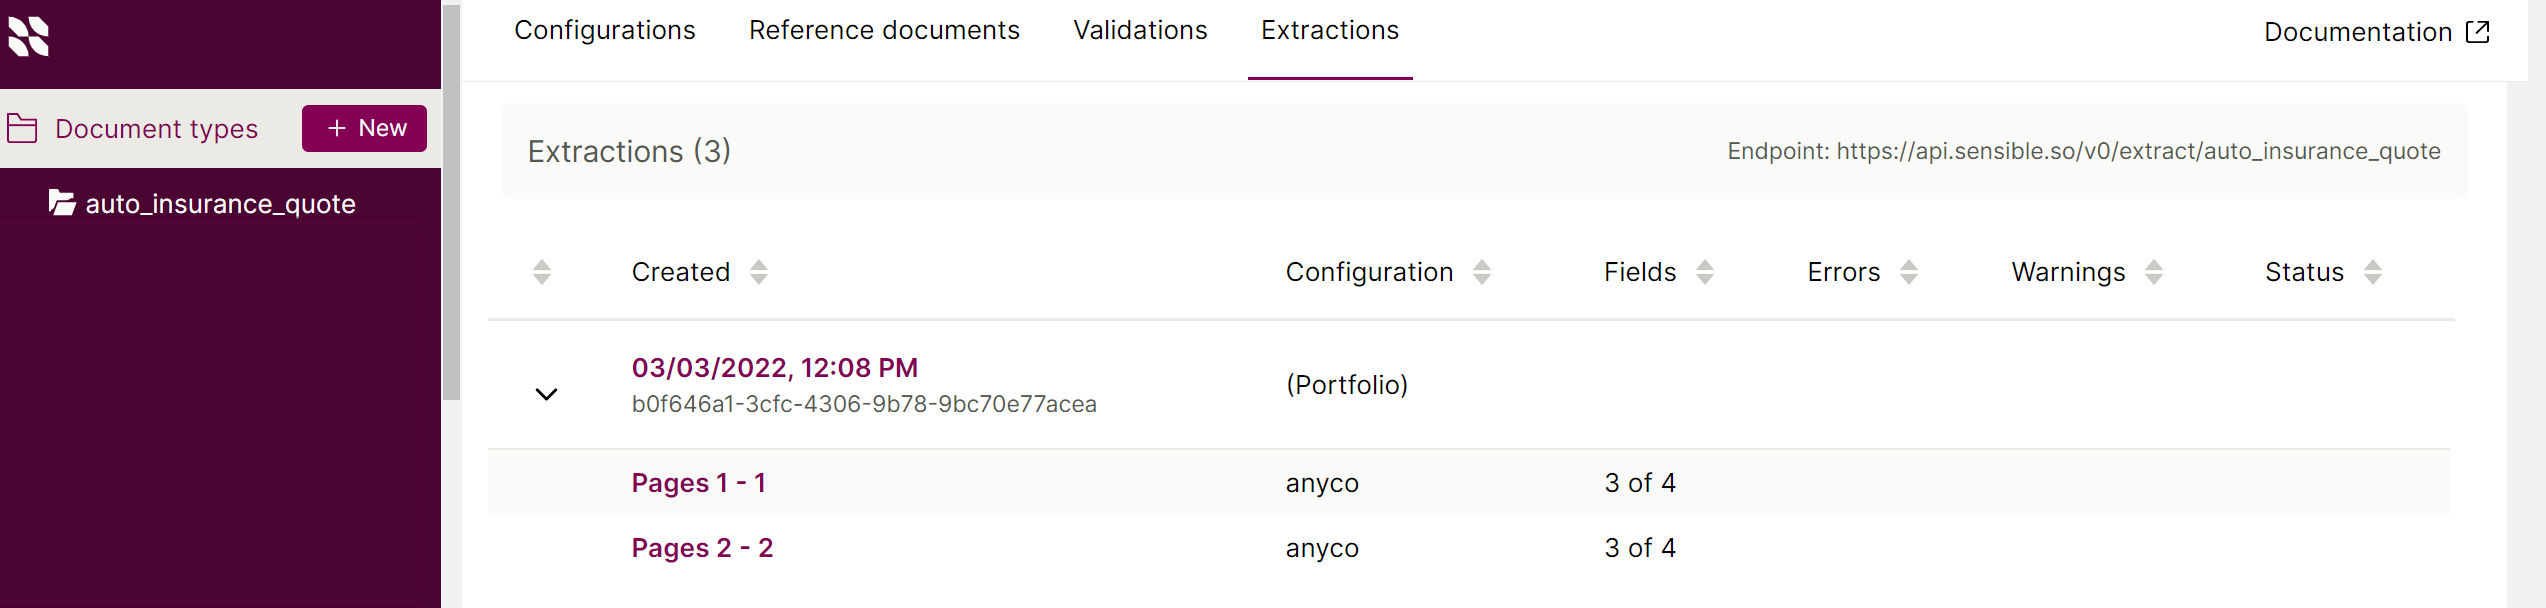 Configurations Reference documents Validations Extractions Documentation
Document types + New
auto_insurance_quote
Extractions (3) Endpoint: https://api.sensible.so/v0/extract/auto_insurance_quote
Created Configuration Fields Errors Warnings Status
03/03/2022, 12:08 PM
b0f646a1-3cfc-4306-9b78-9bc70e77acea
(Portfolio)
Pages 1 - 1 anyco 3 of 4
Pages 2 - 2 anyco 3 of 4